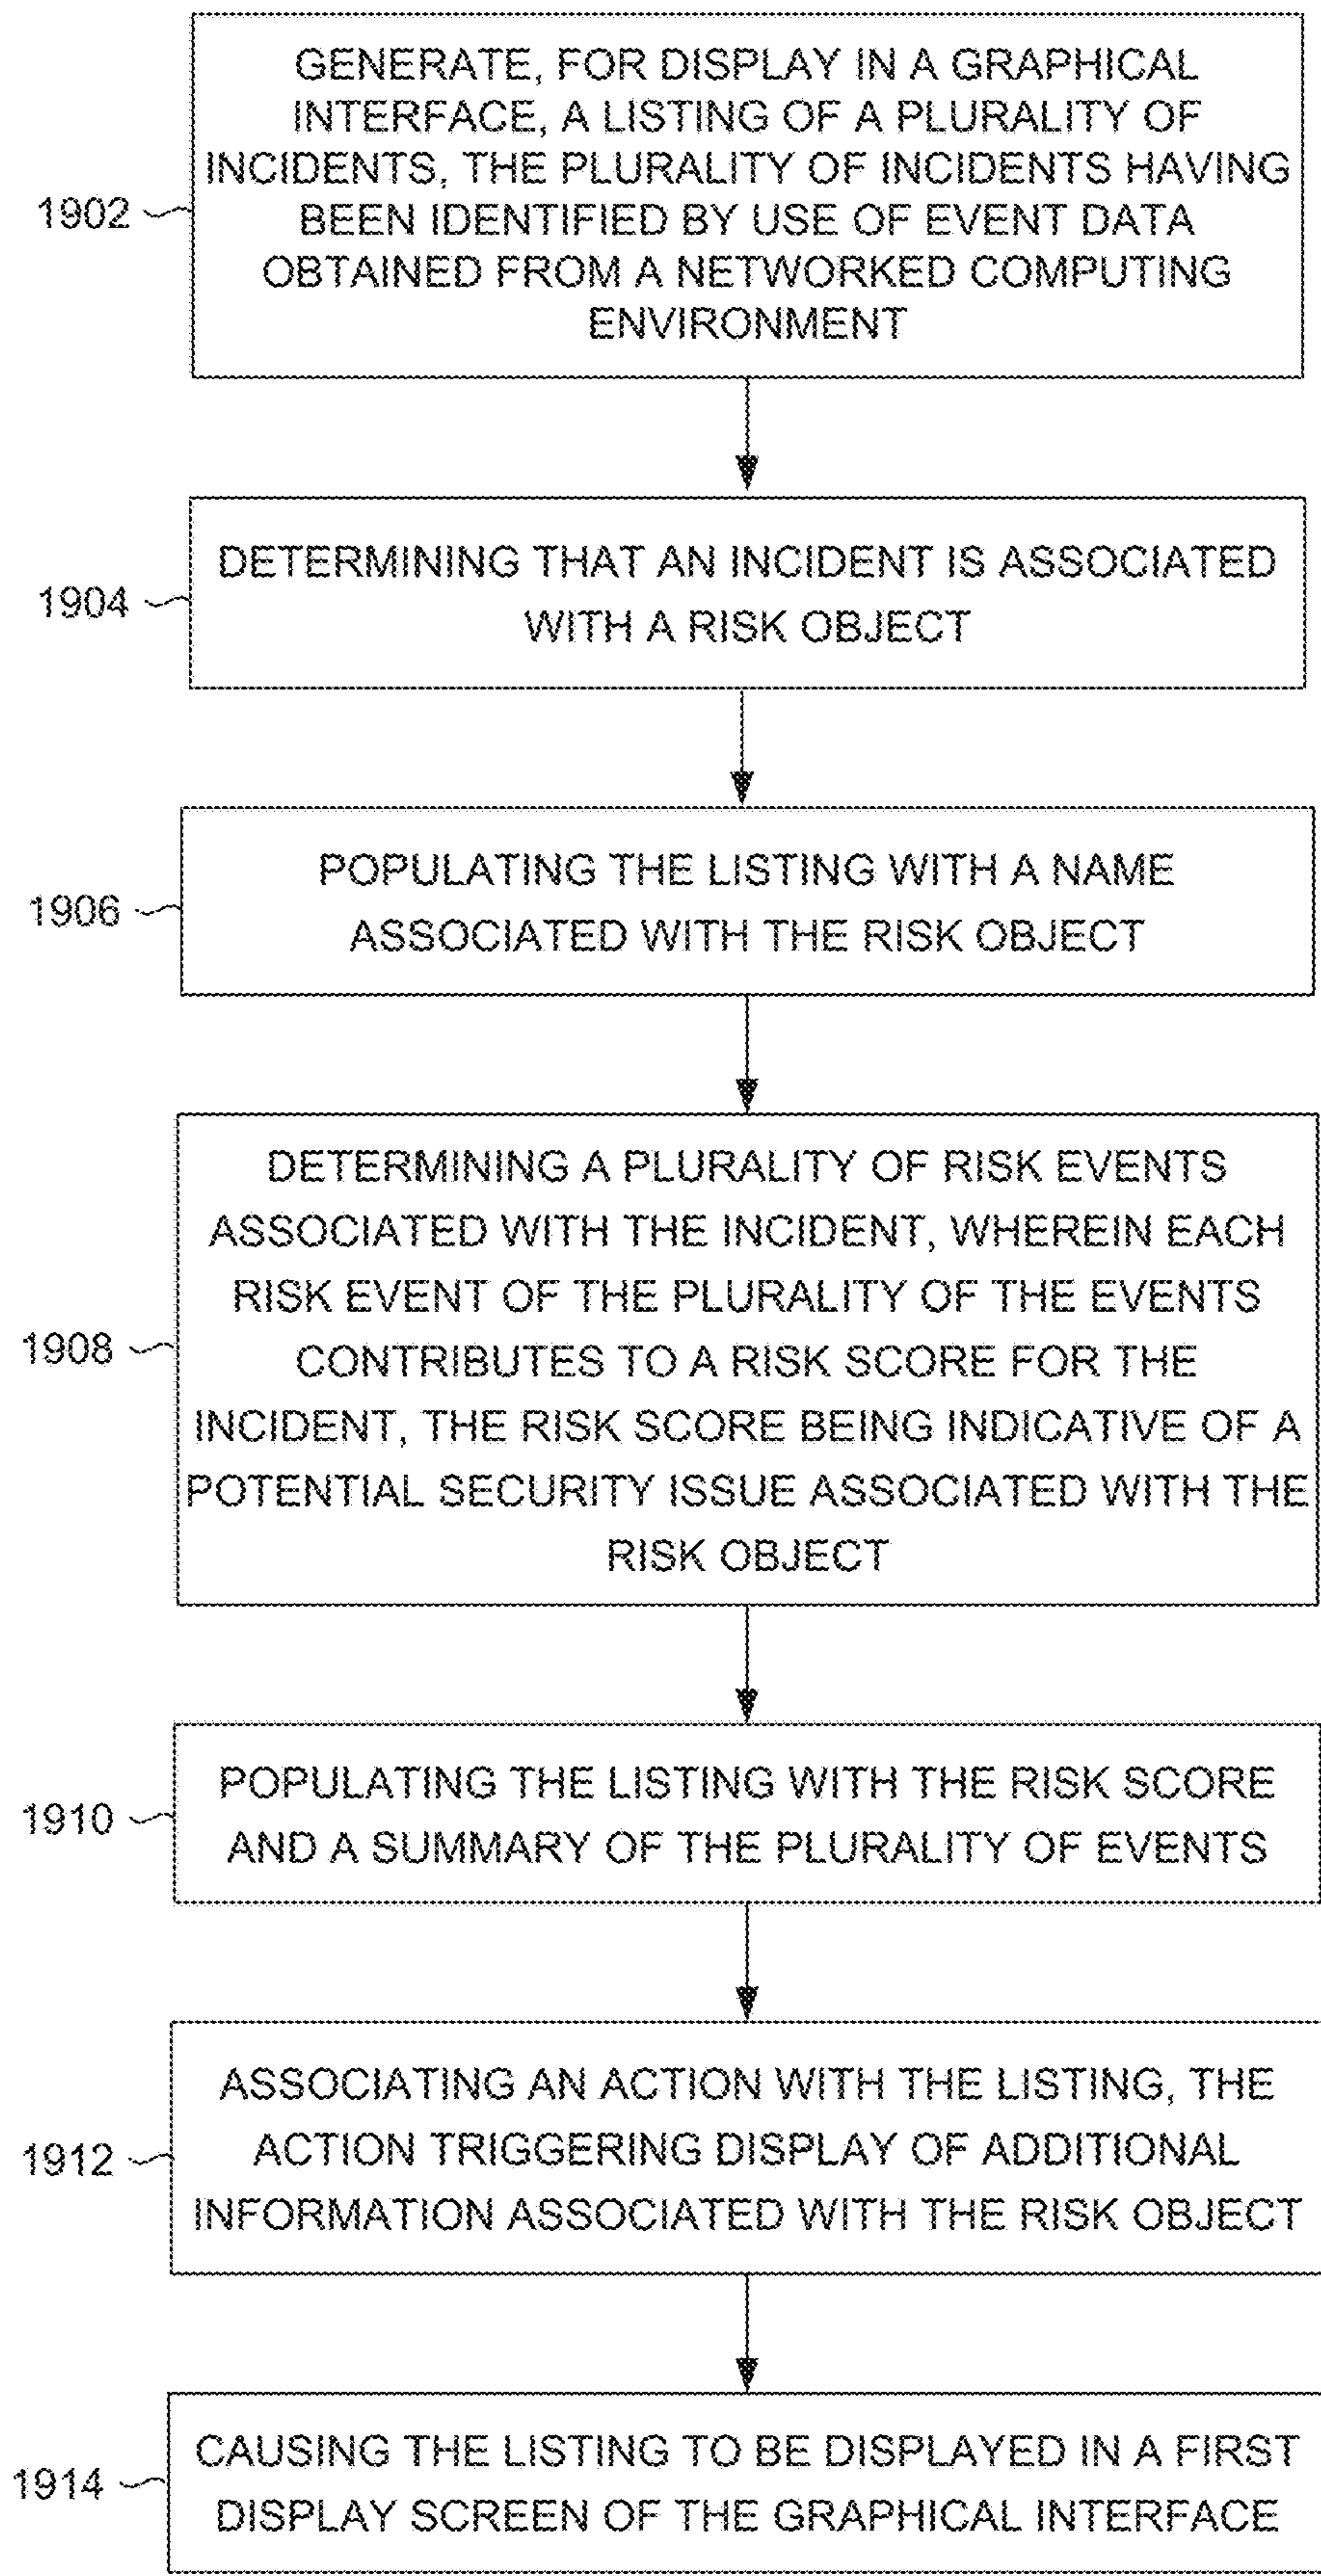 GENERATE, FOR DISPLAY IN A GRAPHICAL
INTERFACE, A LISTING OF A PLURALITY OF
INCIDENTS, THE PLURALITY OF INCIDENTS HAVING
BEEN IDENTIFIED BY USE OF EVENT DATA
OBTAINED FROM A NETWORKED COMPUTING
ENVIRONMENT
1902
DETERMINING THAT AN INCIDENT IS ASSOCIATED
WITH A RISK OBJECT
1904
POPULATING THE LISTING WITH A NAME
ASSOCIATED WITH THE RISK OBJECT
1906
DETERMINING A PLURALITY OF RISK EVENTS
ASSOCIATED WITH THE INCIDENT, WHEREIN EACH
RISK EVENT OF THE PLURALITY OF THE EVENTS
CONTRIBUTES TO A RISK SCORE FOR THE
INCIDENT, THE RISK SCORE BEING INDICATIVE OF A
POTENTIAL SECURITY ISSUE ASSOCIATED WITH THE
RISK OBJECT
1908
POPULATING THE LISTING WITH THE RISK SCORE
AND A SUMMARY OF THE PLURALITY OF EVENTS
1910
ASSOCIATING AN ACTION WITH THE LISTING, THE
ACTION TRIGGERING DISPLAY OF ADDITIONAL
INFORMATION ASSOCIATED WITH THE RISK OBJECT
1912
CAUSING THE LISTING TO BE DISPLAYED IN A FIRST
DISPLAY SCREEN OF THE GRAPHICAL INTERFACE
1914